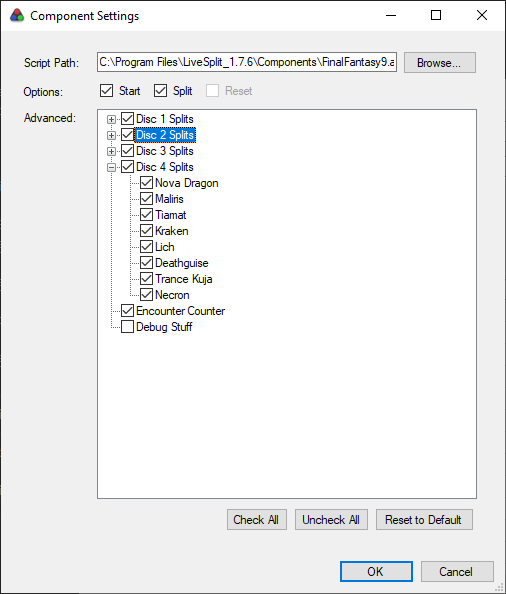 Component Settings
Script Path: C:\Program Files\LiveSplit_1.7.6\Components\FinalFantasy9.a Browse...
Options: Start Split Reset
Advanced: Disc 1 Splits
Disc 2 Splits
Disc 3 Splits
Disc 4 Splits
Nova Dragon
Maliris
Tiamat
Kraken
Lich
Deathguise
Trance Kuja
Necron
Encounter Counter
Debug Stuff
Check All Uncheck All Reset to Default
OK Cancel